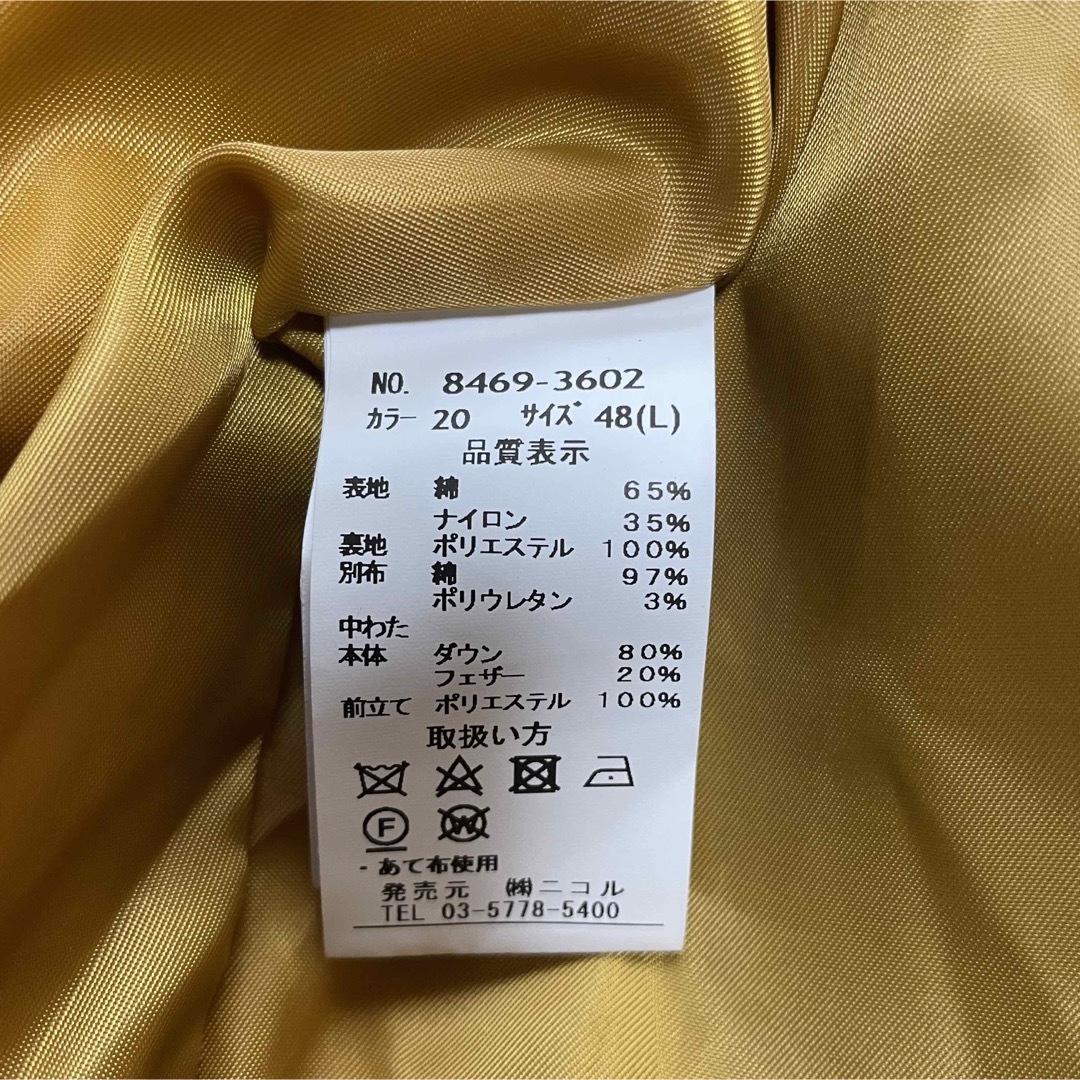 NO. 8469-3602
ｶﾗｰ 20 ｻｲｽﾞ 48(L)
品質表示
表地 綿 65%
ナイロン 35%
裏地 ポリエステル 100%
別布 綿 97%
ポリウレタン 3%
中わた
本体 ダウン 80%
フェザー 20%
前立て ポリエステル 100%
取扱い方
F W
・あて布使用
発売元 ㈱ニコル
TEL 03-5778-5400